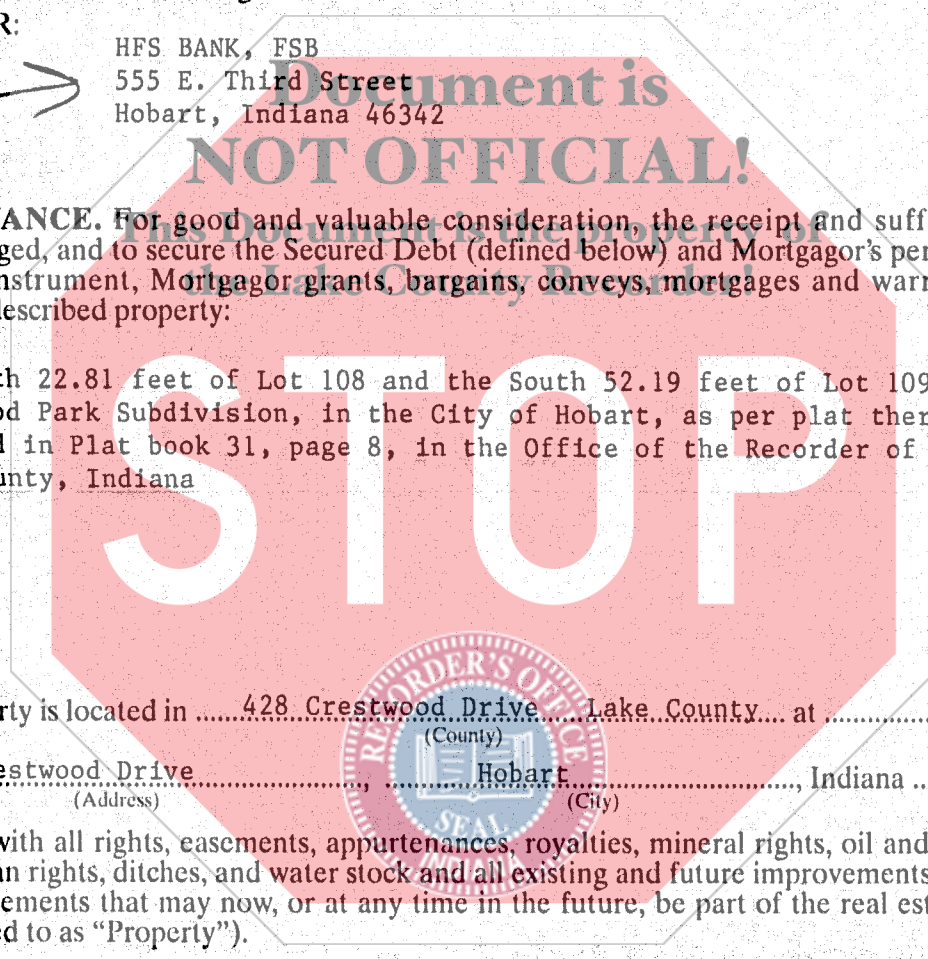 R:
HFS BANK, FSB
555 E. Third Street
Hobart, Indiana 46342
Document is
NOT OFFICIAL!
This Document is the property of
the Lake County Recorder!
ANCE. For good and valuable consideration, the receipt and suff
ged, and to secure the Secured Debt (defined below) and Mortgagor's per
nstrument, Mortgagor grants, bargains, conveys, mortgages and warr
escribed property:
h 22.81 feet of Lot 108 and the South 52.19 feet of Lot 109
d Park Subdivision, in the City of Hobart, as per plat ther
in Plat book 31, page 8, in the Office of the Recorder of
unty, Indiana
STOP
rty is located in ......428 Crestwood Drive.....Lake County.... at ................
(County)
estwood Drive................., ............Hobart......................., Indiana ..
(Address) (City)
RECORDER'S OFFICE
SEAL
INDIANA
with all rights, easements, appurtenances, royalties, mineral rights, oil and
n rights, ditches, and water stock and all existing and future improvements
ements that may now, or at any time in the future, be part of the real est
ed to as "Property").